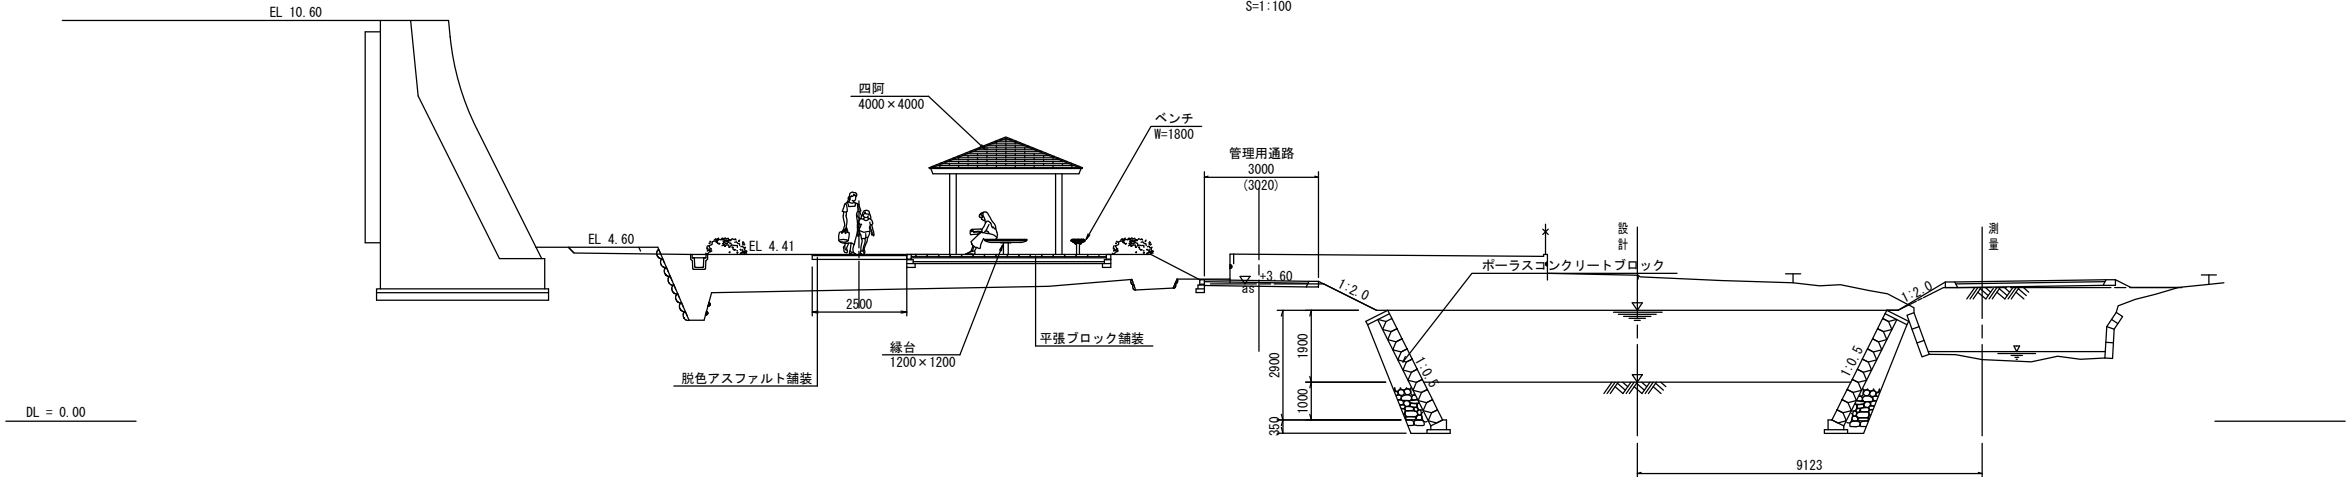 S=1:100
EL 10.60
四阿
4000×4000
ベンチ
W=1800
管理用通路
3000
(3020)
設計
測量
EL 4.60
EL 4.41
ポーラスコンクリートブロック
+3.60
as
1:2.0
1:2.0
2500
平張ブロック舗装
縁台
1200×1200
脱色アスファルト舗装
2900
1900
1000
350
1:0.5
1:0.5
DL = 0.00
9123